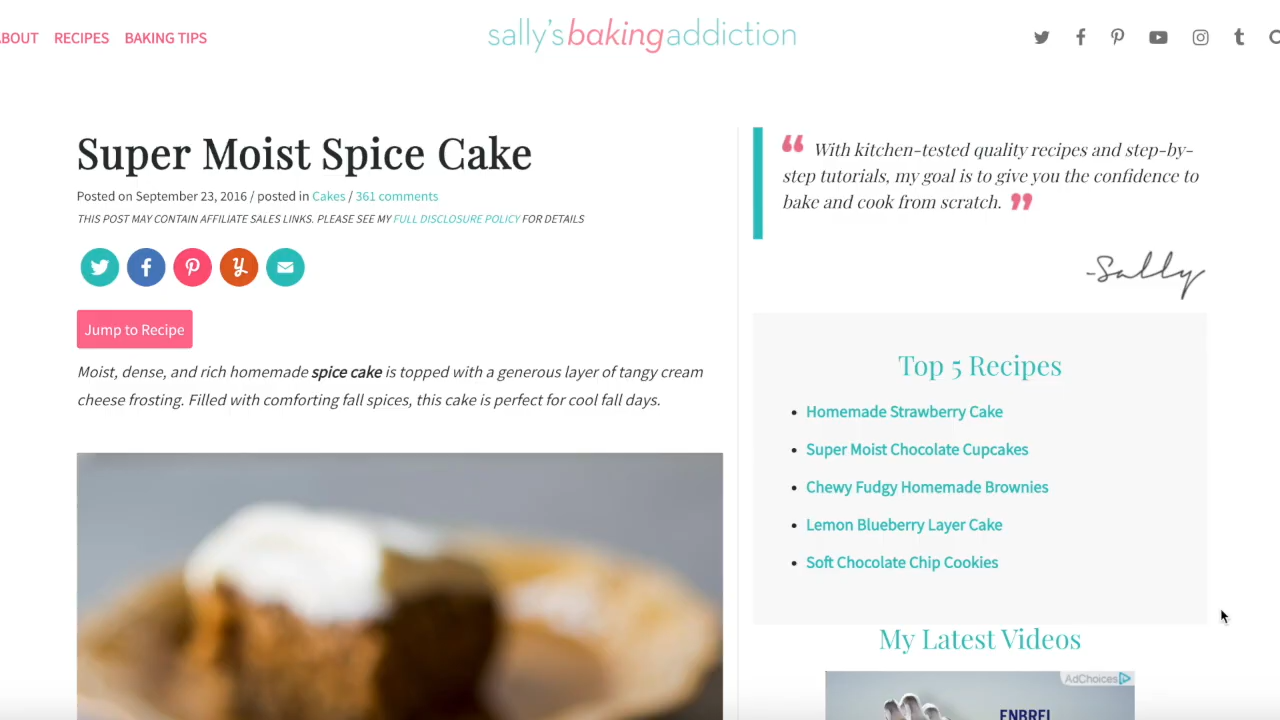 ABOUT RECIPES BAKING TIPS
sally's baking addiction
Super Moist Spice Cake
Posted on September 23, 2016 / posted in Cakes / 361 comments
THIS POST MAY CONTAIN AFFILIATE SALES LINKS. PLEASE SEE MY FULL DISCLOSURE POLICY FOR DETAILS
Jump to Recipe
Moist, dense, and rich homemade spice cake is topped with a generous layer of tangy cream
cheese frosting. Filled with comforting fall spices, this cake is perfect for cool fall days.
“ With kitchen-tested quality recipes and step-by-
step tutorials, my goal is to give you the confidence to
bake and cook from scratch. ”
-Sally
Top 5 Recipes
• Homemade Strawberry Cake
• Super Moist Chocolate Cupcakes
• Chewy Fudgy Homemade Brownies
• Lemon Blueberry Layer Cake
• Soft Chocolate Chip Cookies
My Latest Videos
AdChoices
ENBREL